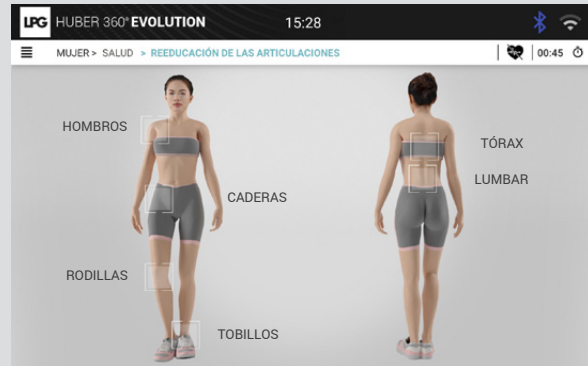 LPG HUBER 360° EVOLUTION 15:28
MUJER > SALUD > REEDUCACIÓN DE LAS ARTICULACIONES 00:45
HOMBROS
TÓRAX
LUMBAR
CADERAS
RODILLAS
TOBILLOS